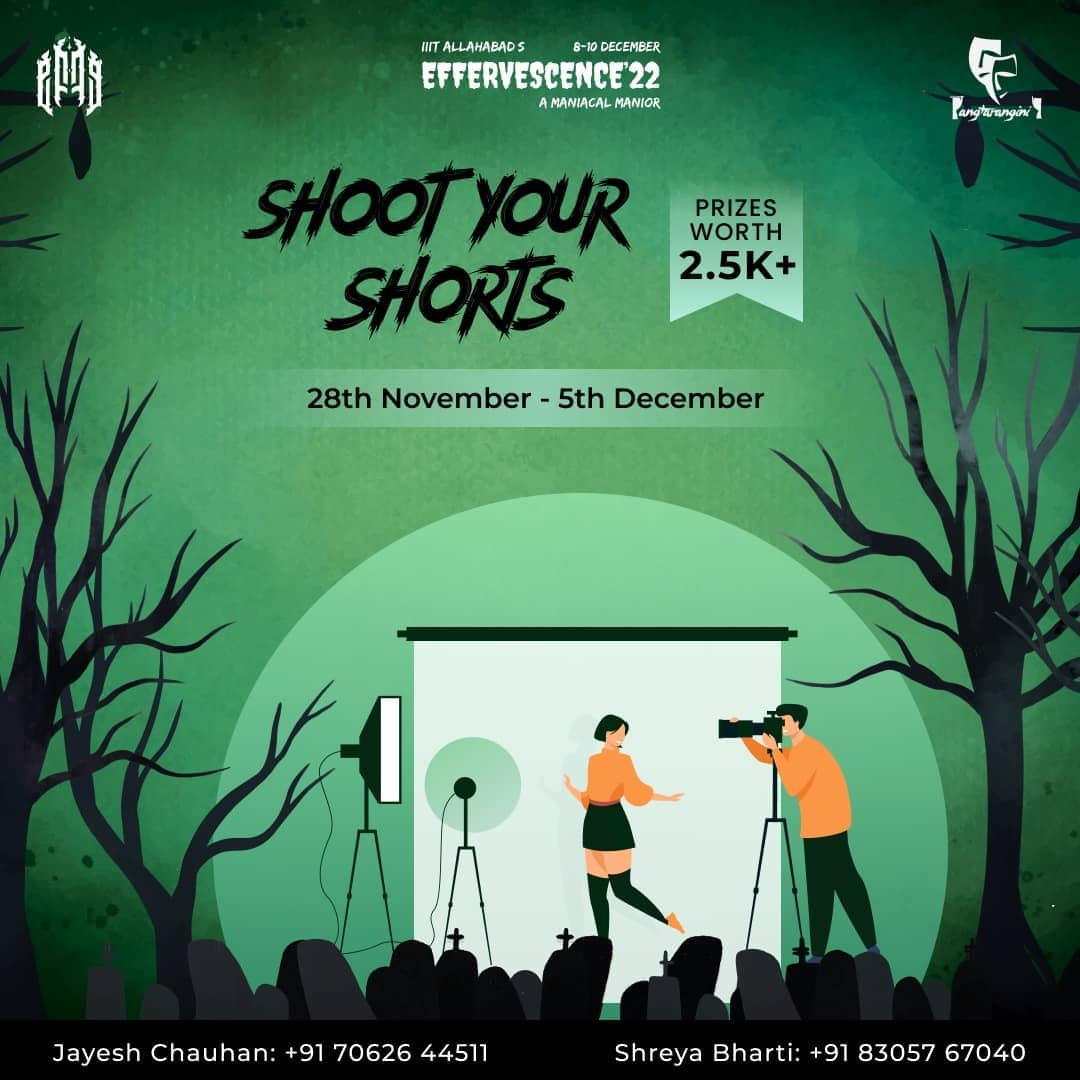 IIIT ALLAHABAD S 8-10 DECEMBER
EFFERVESCENCE'22
A MANIACAL MANIOR
angtarangini
SHOOT YOUR
SHORTS
PRIZES
WORTH
2.5K+
28th November - 5th December
Jayesh Chauhan: +91 70626 44511
Shreya Bharti: +91 83057 67040